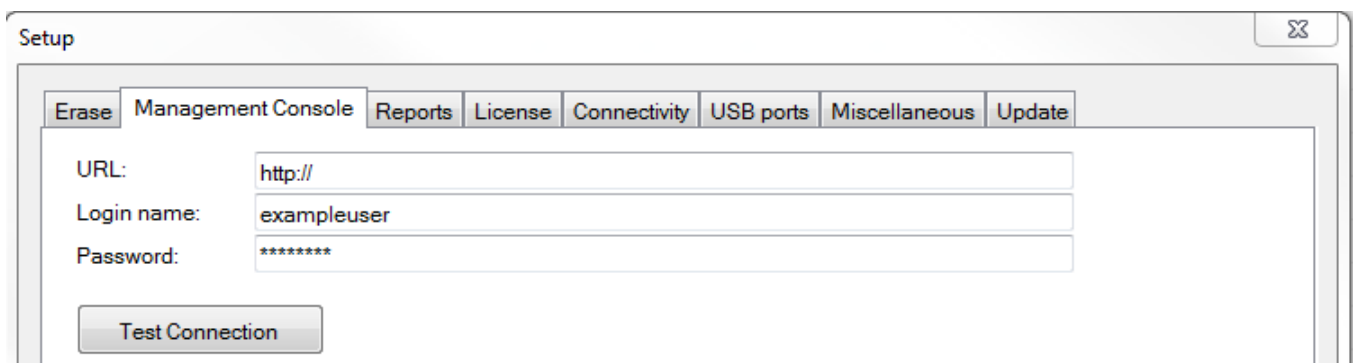 Setup
Erase Management Console Reports License Connectivity USB ports Miscellaneous Update
URL: http://
Login name: exampleuser
Password: ********
Test Connection